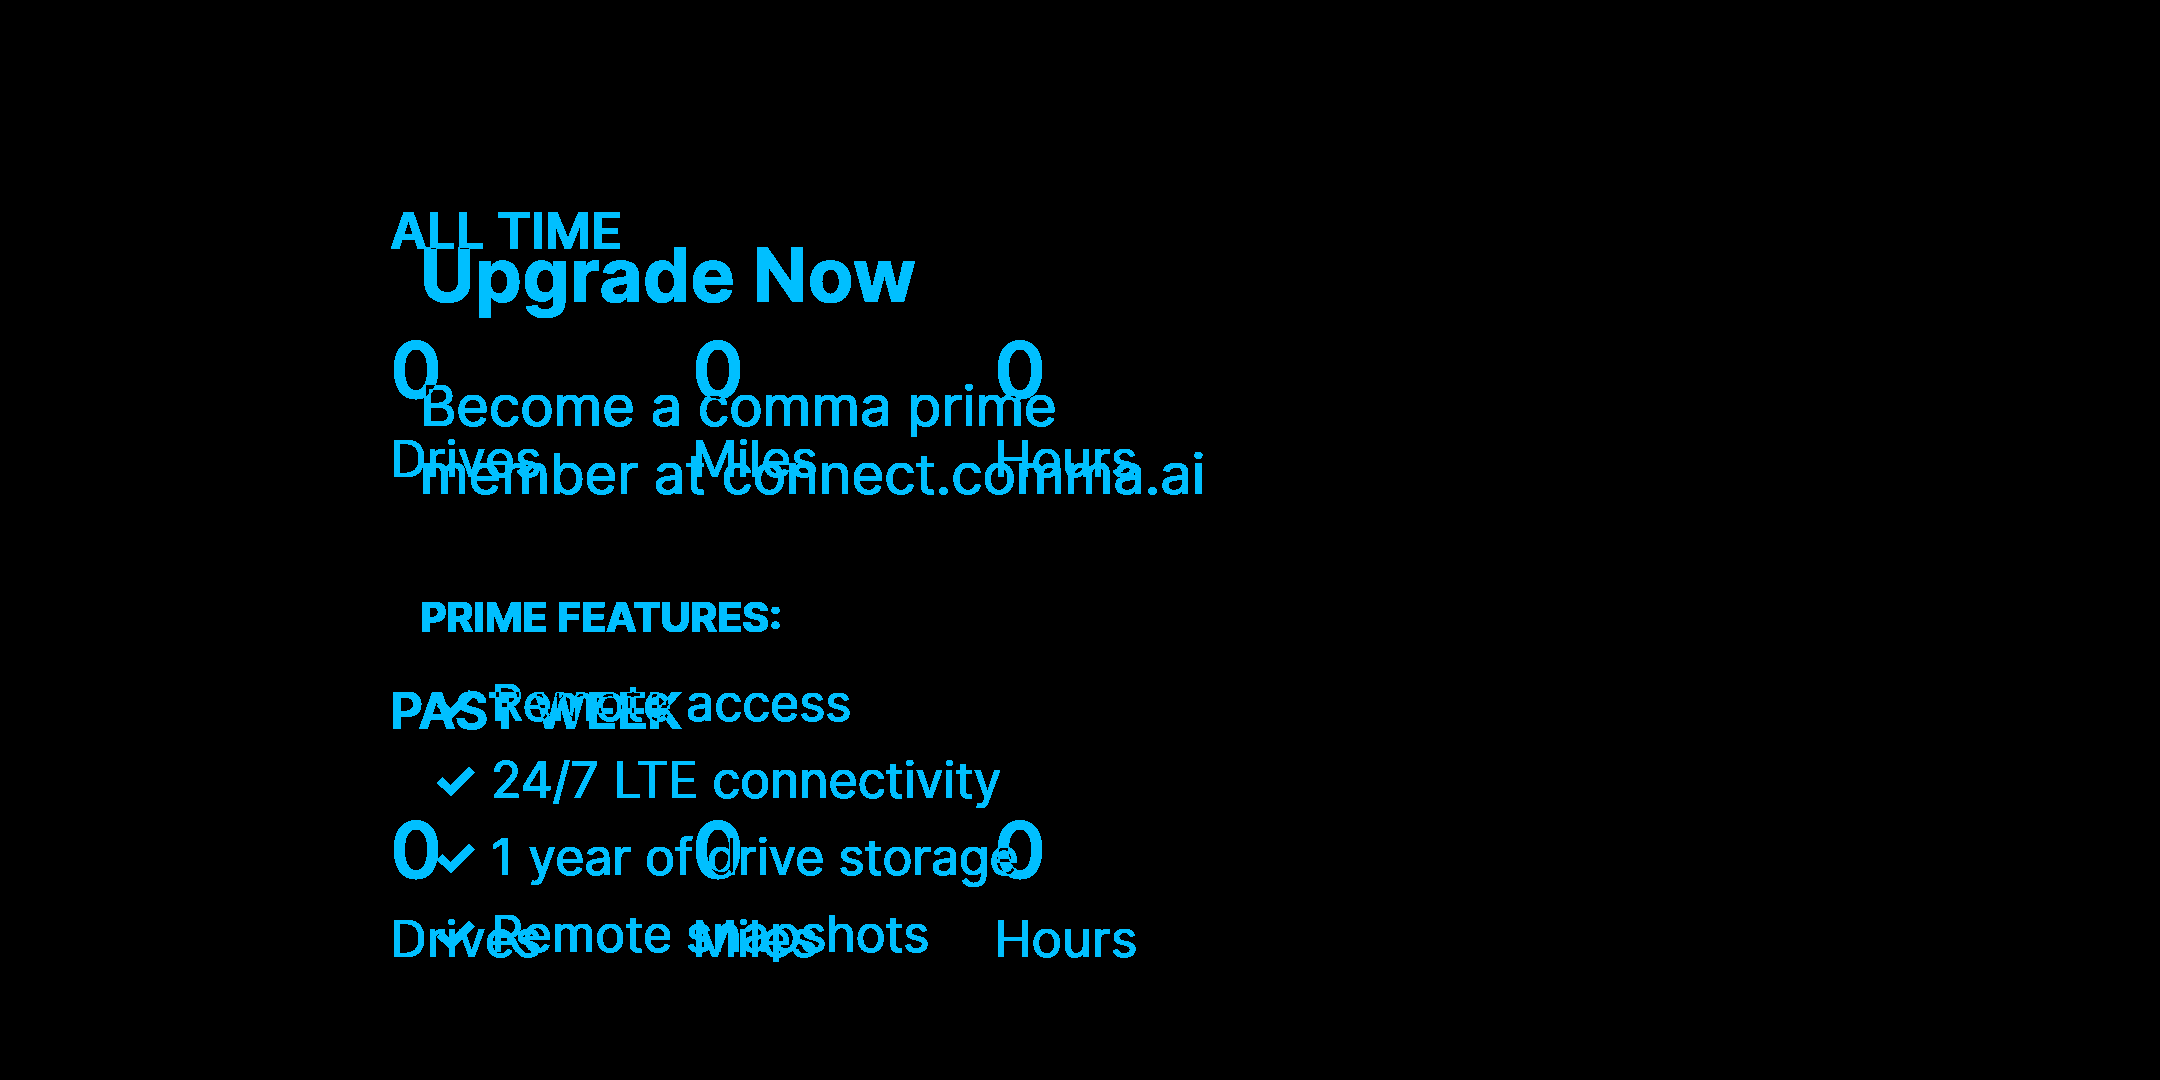 ALL TIME
Upgrade Now
0 0 0
Become a comma prime
Drives Miles Hours
member at connect.comma.ai
PRIME FEATURES:
Remote access
PAST WEEK
24/7 LTE connectivity
0 0 0
1 year of drive storage
Remote snapshots
Drives Miles Hours